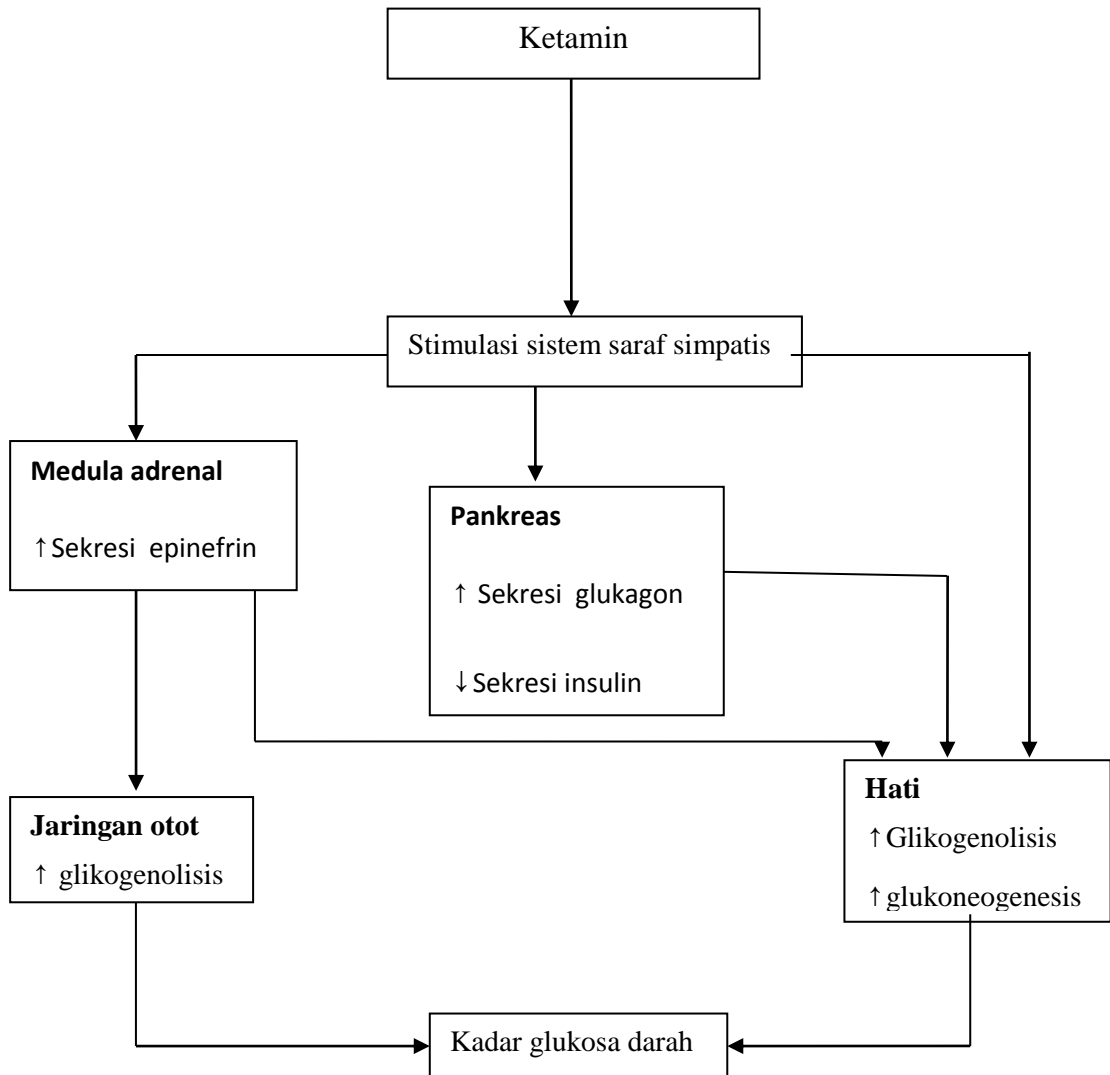 Ketamin
Stimulasi sistem saraf simpatis
Medula adrenal
↑Sekresi epinefrin
Pankreas
↑ Sekresi glukagon
↓Sekresi insulin
Jaringan otot
↑ glikogenolisis
Hati
↑Glikogenolisis
↑glukoneogenesis
Kadar glukosa darah